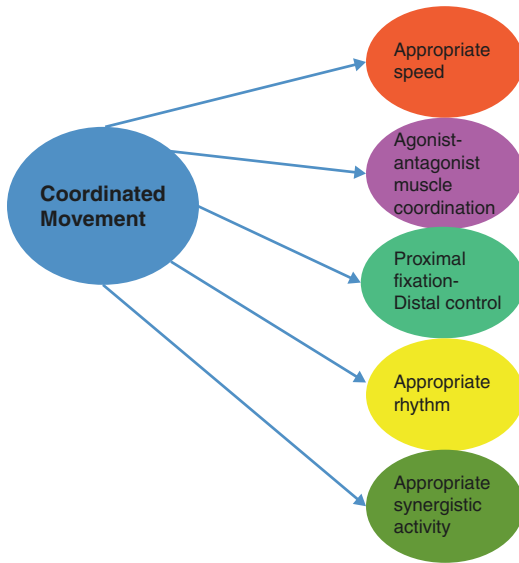 Coordinated
Movement
Appropriate
speed
Agonist-
antagonist
muscle
coordination
Proximal
fixation-
Distal control
Appropriate
rhythm
Appropriate
synergistic
activity